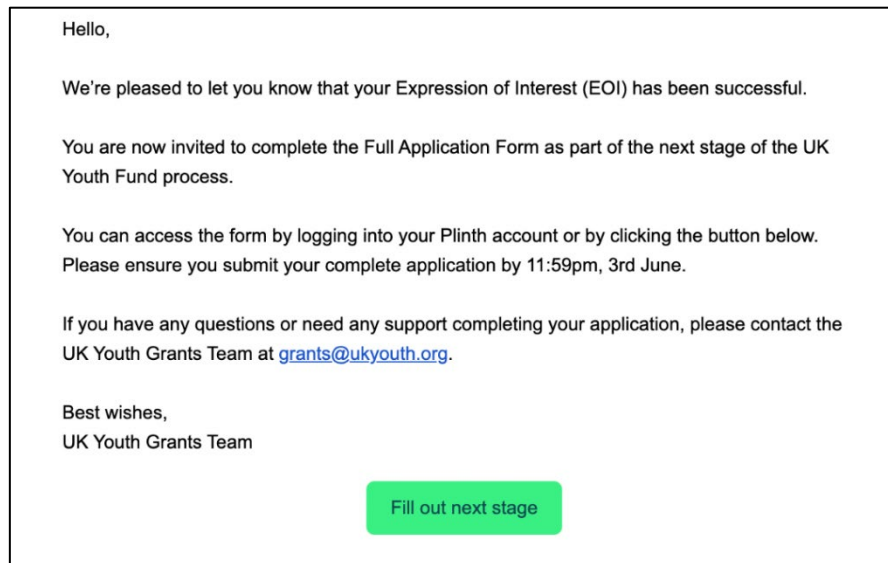 Hello,
We’re pleased to let you know that your Expression of Interest (EOI) has been successful.
You are now invited to complete the Full Application Form as part of the next stage of the UK
Youth Fund process.
You can access the form by logging into your Plinth account or by clicking the button below.
Please ensure you submit your complete application by 11:59pm, 3rd June.
If you have any questions or need any support completing your application, please contact the
UK Youth Grants Team at grants@ukyouth.org.
Best wishes,
UK Youth Grants Team
Fill out next stage